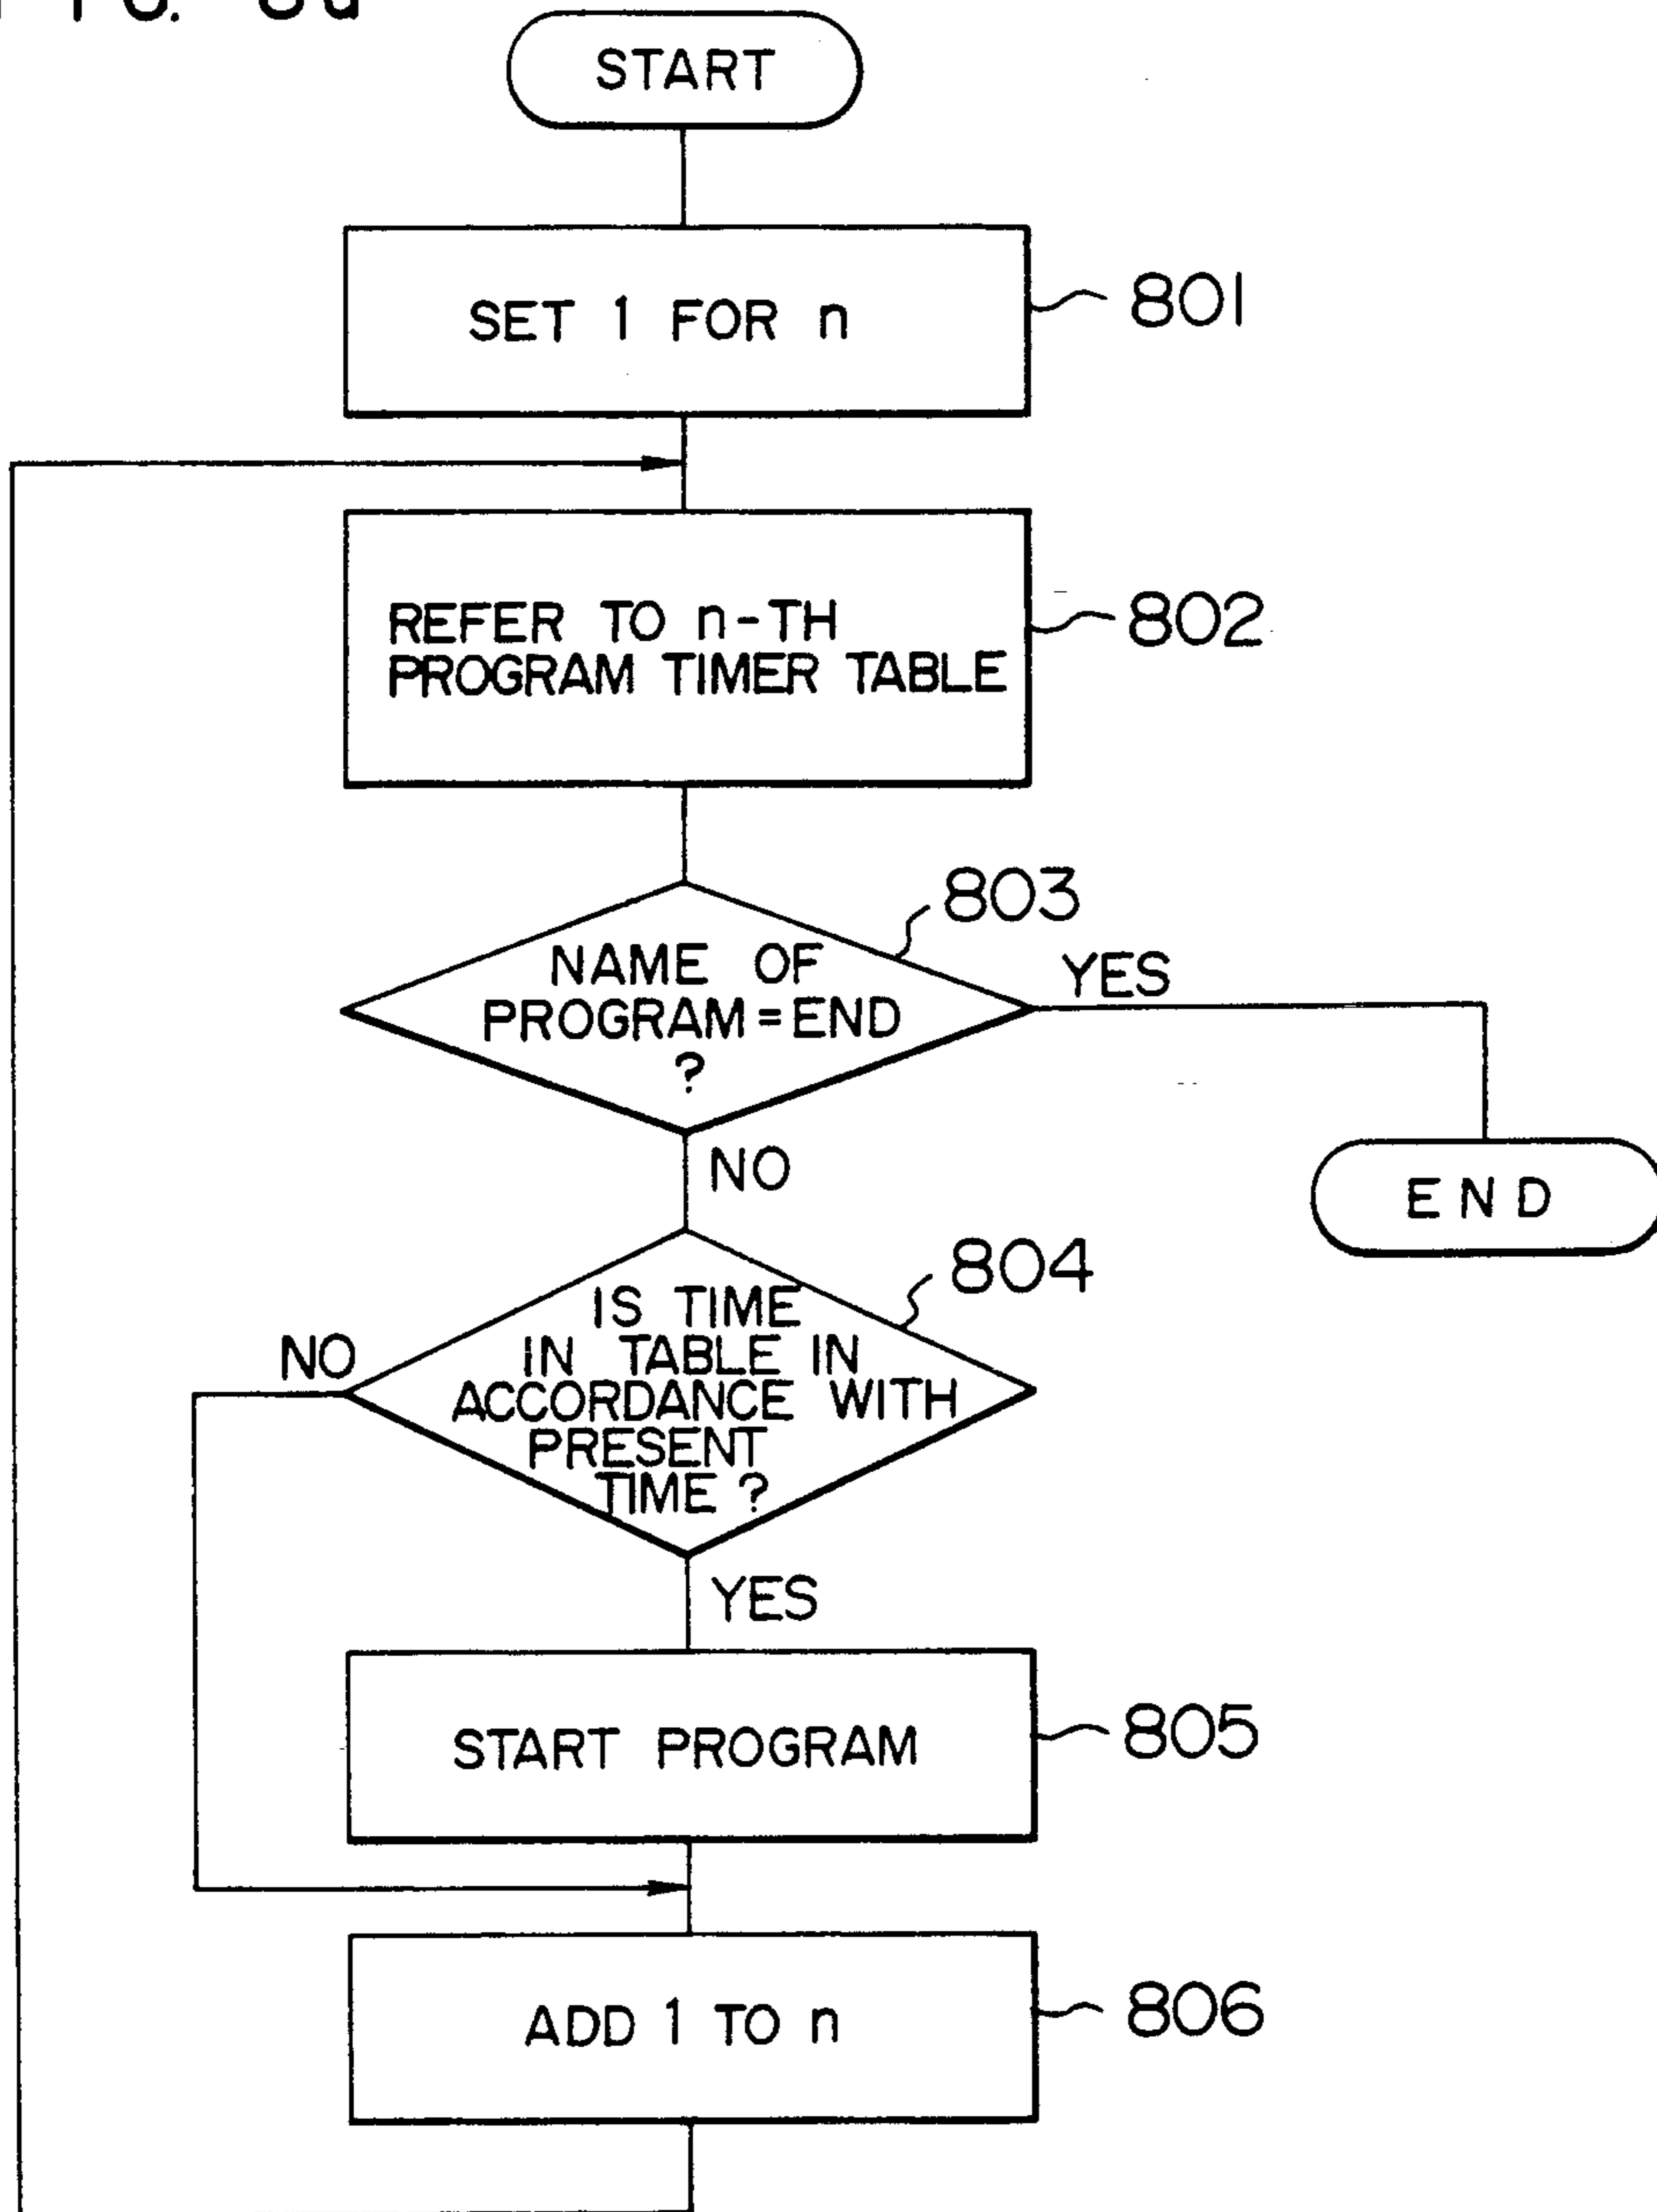 START
SET 1 FOR n
801
REFER TO n-TH
PROGRAM TIMER TABLE
802
803
NAME OF
PROGRAM = END
?
YES
NO
END
804
IS TIME
IN TABLE IN
ACCORDANCE WITH
PRESENT
TIME ?
NO
YES
START PROGRAM
805
ADD 1 TO n
806